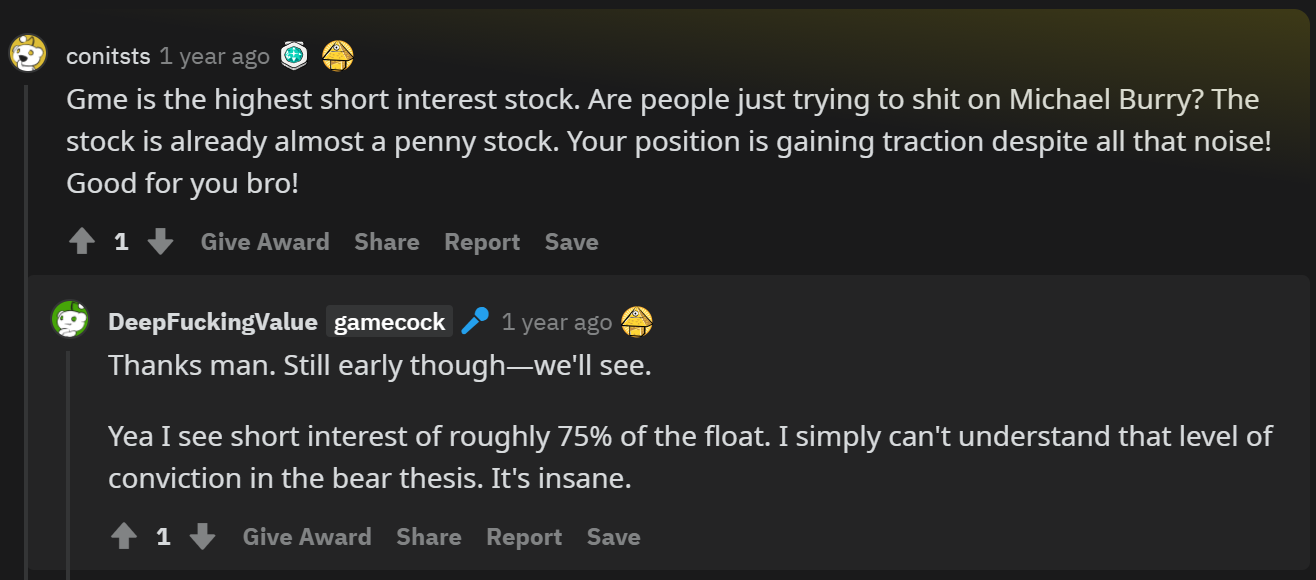 conitsts 1 year ago
Gme is the highest short interest stock. Are people just trying to shit on Michael Burry? The
stock is already almost a penny stock. Your position is gaining traction despite all that noise!
Good for you bro!
1 Give Award Share Report Save
DeepFuckingValue gamecock 1 year ago
Thanks man. Still early though—we'll see.
Yea I see short interest of roughly 75% of the float. I simply can't understand that level of
conviction in the bear thesis. It's insane.
1 Give Award Share Report Save